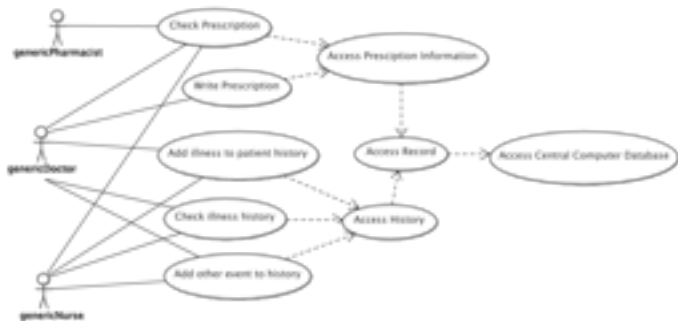 Check Prescription
genericPharmacist
Access Presciption Information
Write Prescription
Add illness to patient history
genericDoctor
Access Record
Access Central Computer Database
Check illness history
Access History
Add other event to history
genericNurse